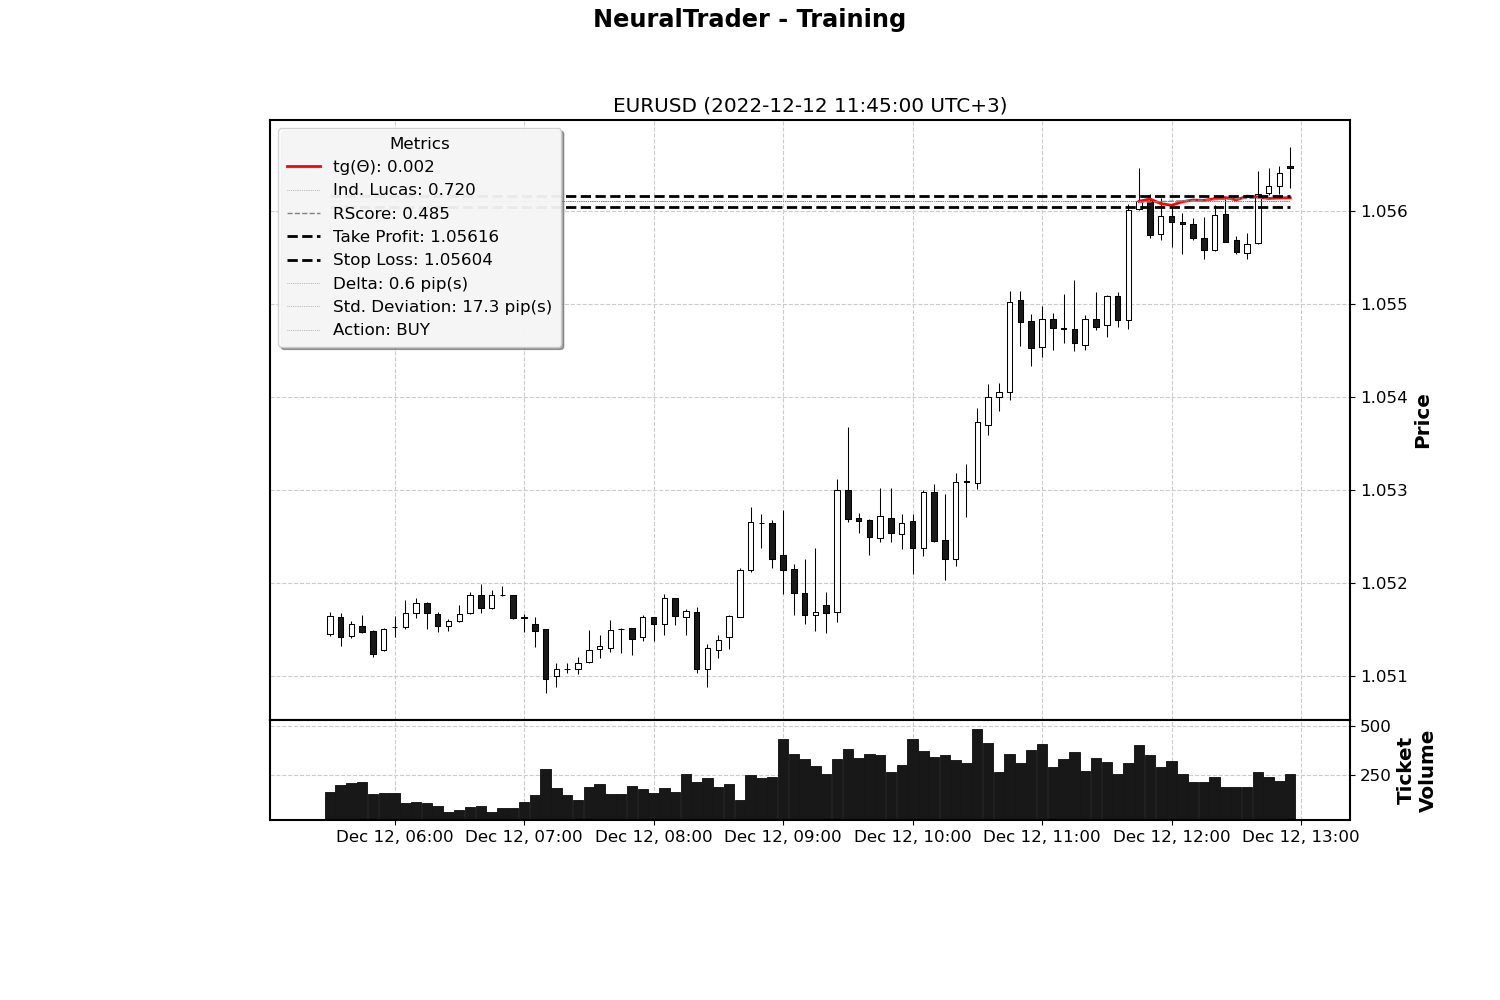 NeuralTrader - Training
EURUSD (2022-12-12 11:45:00 UTC+3)
Metrics
tg(Θ): 0.002
Ind. Lucas: 0.720
RScore: 0.485
Take Profit: 1.05616
Stop Loss: 1.05604
Delta: 0.6 pip(s)
Std. Deviation: 17.3 pip(s)
Action: BUY
1.056
1.055
1.054
1.053
1.052
1.051
Price
500
250
Ticket
Volume
Dec 12, 06:00
Dec 12, 07:00
Dec 12, 08:00
Dec 12, 09:00
Dec 12, 10:00
Dec 12, 11:00
Dec 12, 12:00
Dec 12, 13:00